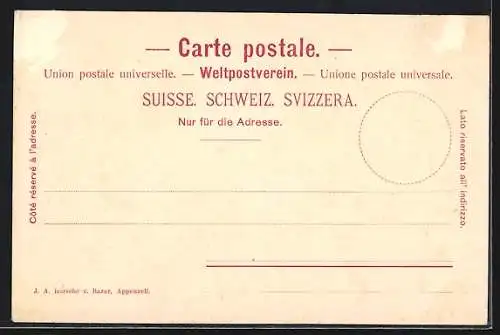 — Carte postale. —
Union postale universelle. — Weltpostverein. — Unione postale universale.
SUISSE. SCHWEIZ. SVIZZERA.
Nur für die Adresse.
Côté réservé à l'adresse.
Lato riservato all' indirizzo.
J. A. z. Bazar, Appenzell.